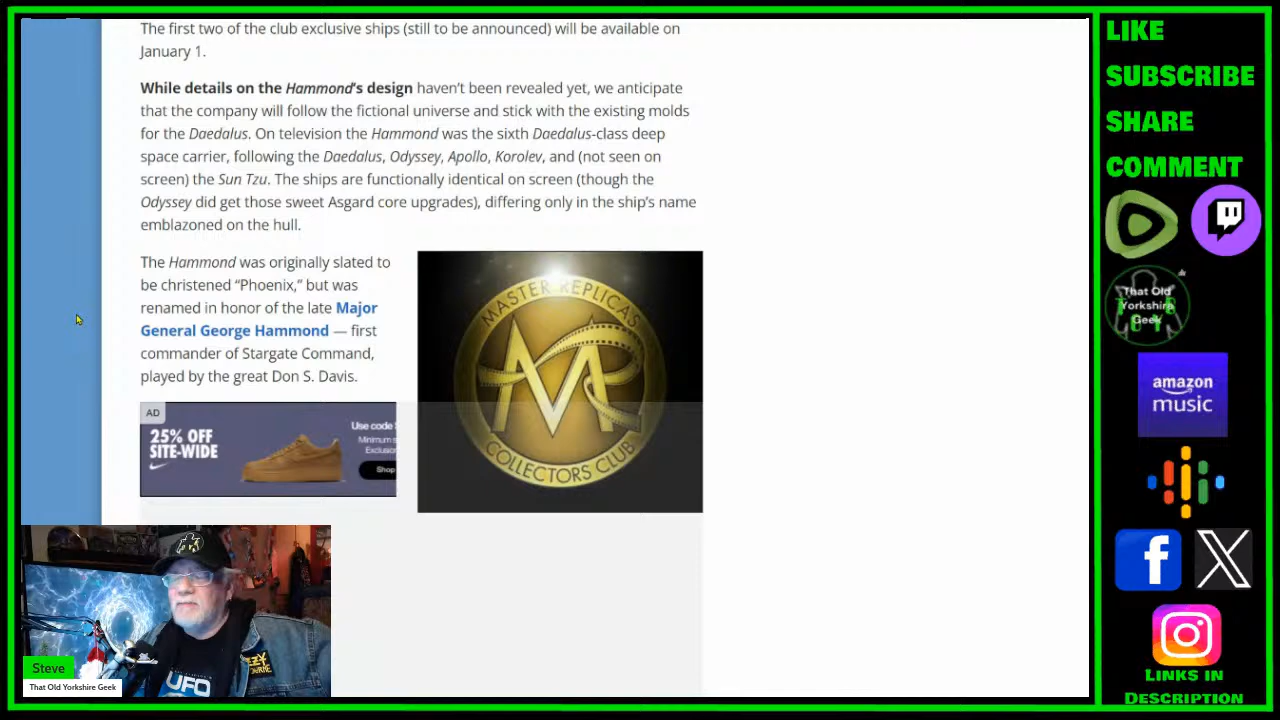 The first two of the club exclusive ships (still to be announced) will be available on
January 1.
While details on the Hammond's design haven't been revealed yet, we anticipate
that the company will follow the fictional universe and stick with the existing molds
for the Daedalus. On television the Hammond was the sixth Daedalus-class deep
space carrier, following the Daedalus, Odyssey, Apollo, Korolev, and (not seen on
screen) the Sun Tzu. The ships are functionally identical on screen (though the
Odyssey did get those sweet Asgard core upgrades), differing only in the ship's name
emblazoned on the hull.
The Hammond was originally slated to
be christened “Phoenix,” but was
renamed in honor of the late Major
General George Hammond — first
commander of Stargate Command,
played by the great Don S. Davis.
MASTER REPLICAS
MR
COLLECTORS CLUB
AD
25% OFF
SITE-WIDE
Use code
Minimum
Shop
Steve
That Old Yorkshire Geek
UFO
LIKE
SUBSCRIBE
SHARE
COMMENT
That Old
Yorkshire
Geek
amazon
music
f
X
LINKS IN
DESCRIPTION